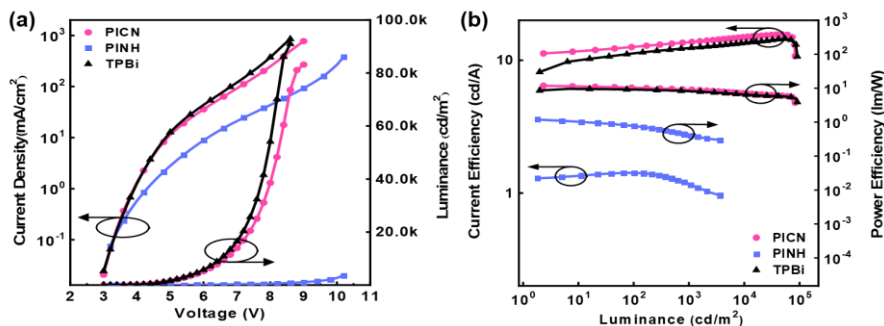 (a)
PICN
PINH
TPBi
10³
10²
10¹
10⁰
10⁻¹
Current Density(mA/cm²)
100.0k
80.0k
60.0k
40.0k
20.0k
Luminance(cd/m²)
2 3 4 5 6 7 8 9 10 11
Voltage (V)
(b)
10
1
Current Efficiency (cd/A)
10³
10²
10¹
10⁰
10⁻¹
10⁻²
10⁻³
10⁻⁴
Power Efficiency (lm/W)
PICN
PINH
TPBi
10⁰ 10¹ 10² 10³ 10⁴ 10⁵
Luminance (cd/m²)